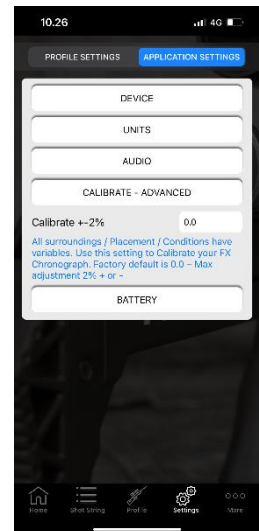 10.26
4G
PROFILE SETTINGS
APPLICATION SETTINGS
DEVICE
UNITS
AUDIO
CALIBRATE - ADVANCED
Calibrate +-2%
0.0
All surroundings / Placement / Conditions have
variables. Use this setting to Calibrate your FX
Chronograph. Factory default is 0.0 – Max
adjustment 2% + or -
BATTERY
Home
Shot String
Profile
Settings
More